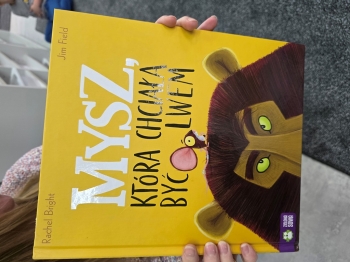 Rachel Bright
Jim Field
MYSZ,
KTÓRA CHCIAŁA
BYĆ LWEM